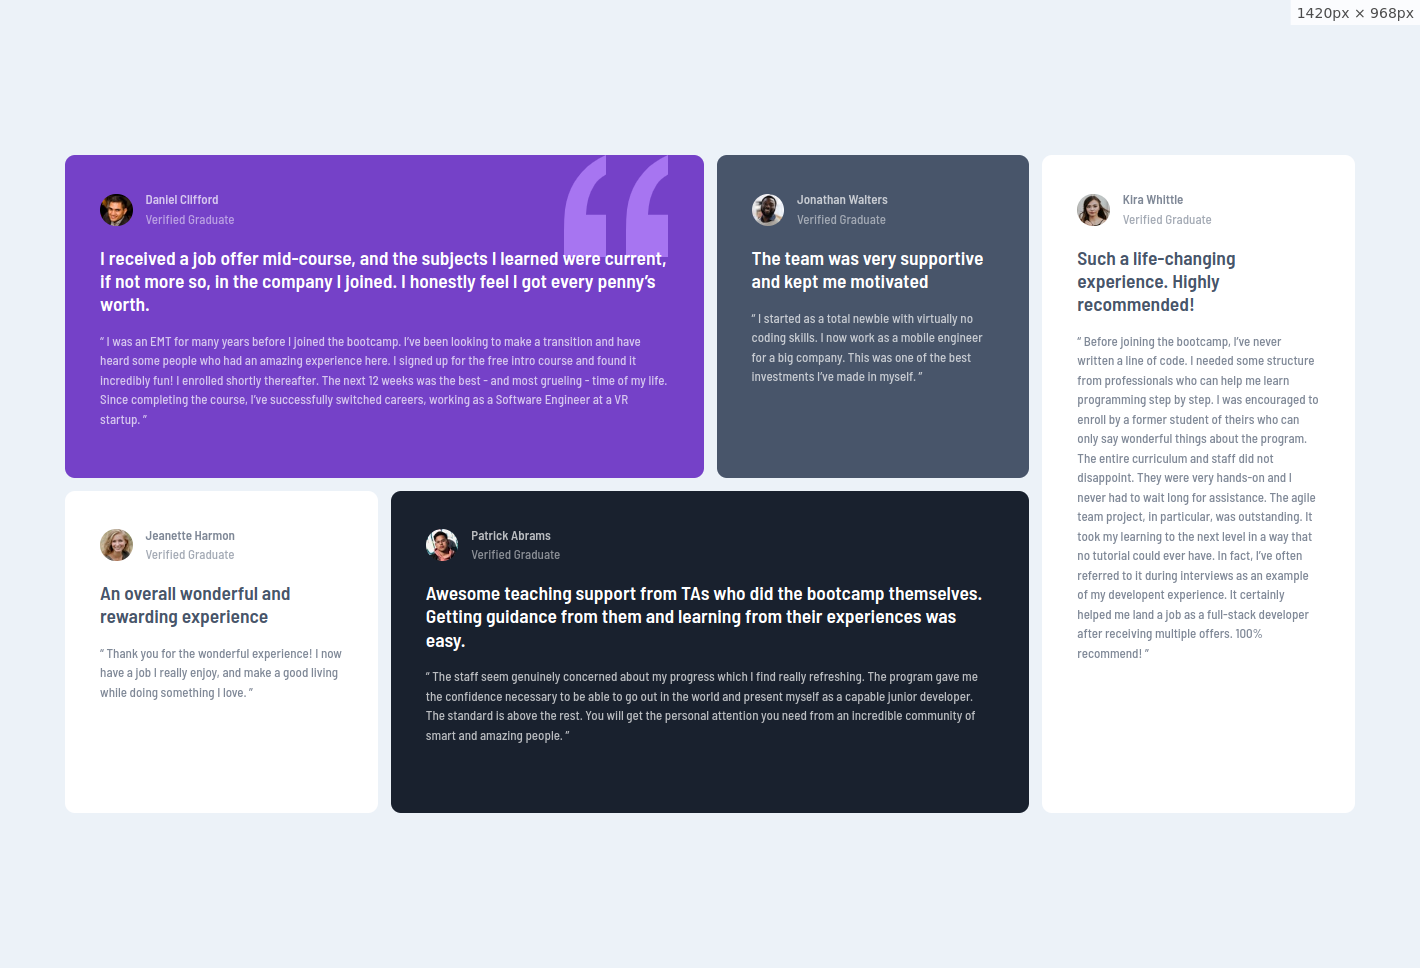 1420px × 968px
Daniel Clifford
Verified Graduate
I received a job offer mid-course, and the subjects I learned were current,
if not more so, in the company I joined. I honestly feel I got every penny’s
worth.
“ I was an EMT for many years before I joined the bootcamp. I’ve been looking to make a transition and have
heard some people who had an amazing experience here. I signed up for the free intro course and found it
incredibly fun! I enrolled shortly thereafter. The next 12 weeks was the best - and most grueling - time of my life.
Since completing the course, I’ve successfully switched careers, working as a Software Engineer at a VR
startup. ”
Jonathan Walters
Verified Graduate
The team was very supportive
and kept me motivated
“ I started as a total newbie with virtually no
coding skills. I now work as a mobile engineer
for a big company. This was one of the best
investments I’ve made in myself. ”
Kira Whittle
Verified Graduate
Such a life-changing
experience. Highly
recommended!
“ Before joining the bootcamp, I’ve never
written a line of code. I needed some structure
from professionals who can help me learn
programming step by step. I was encouraged to
enroll by a former student of theirs who can
only say wonderful things about the program.
The entire curriculum and staff did not
disappoint. They were very hands-on and I
never had to wait long for assistance. The agile
team project, in particular, was outstanding. It
took my learning to the next level in a way that
no tutorial could ever have. In fact, I’ve often
referred to it during interviews as an example
of my developent experience. It certainly
helped me land a job as a full-stack developer
after receiving multiple offers. 100%
recommend! ”
Jeanette Harmon
Verified Graduate
An overall wonderful and
rewarding experience
“ Thank you for the wonderful experience! I now
have a job I really enjoy, and make a good living
while doing something I love. ”
Patrick Abrams
Verified Graduate
Awesome teaching support from TAs who did the bootcamp themselves.
Getting guidance from them and learning from their experiences was
easy.
“ The staff seem genuinely concerned about my progress which I find really refreshing. The program gave me
the confidence necessary to be able to go out in the world and present myself as a capable junior developer.
The standard is above the rest. You will get the personal attention you need from an incredible community of
smart and amazing people. ”